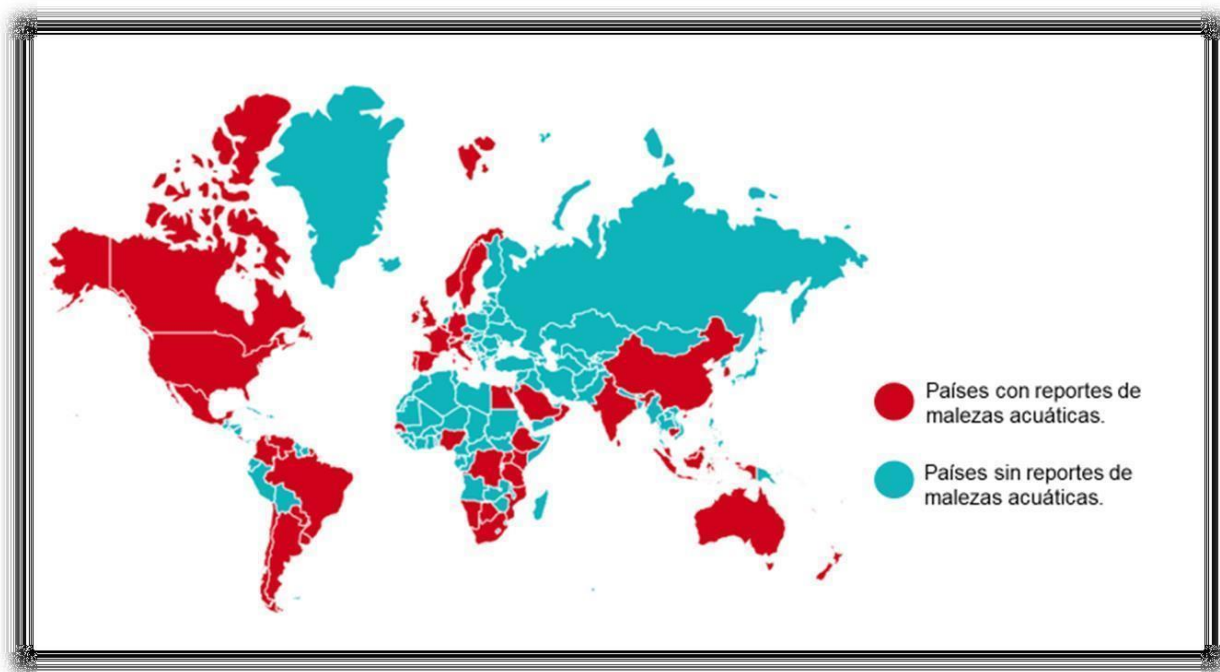 Países con reportes de
malezas acuáticas.
Países sin reportes de
malezas acuáticas.